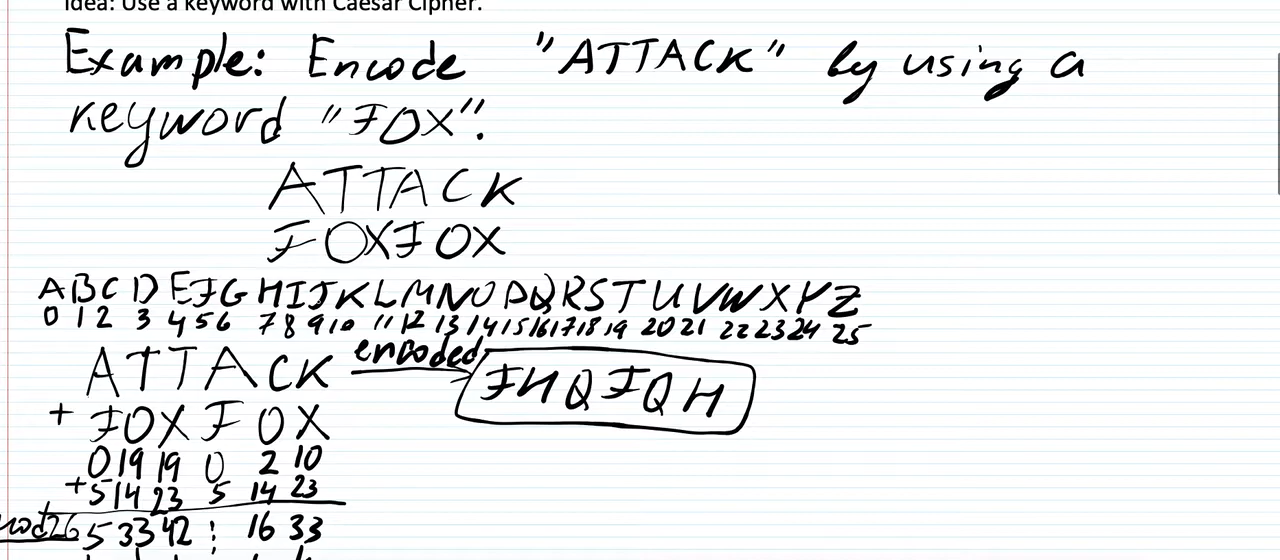 Idea: Use a keyword with Caesar Cipher.
Example: Encode "ATTACK" by using a
keyword "FOX".
ATTACK
FOXFOX
A B C D E F G H I J K L M N O P Q R S T U V W X Y Z
0 1 2 3 4 5 6 7 8 9 10 11 12 13 14 15 16 17 18 19 20 21 22 23 24 25
ATTACK encoded FHQFQH
+ FOX FOX
0 19 19 0 2 10
+ 5 14 23 5 14 23
mod26 5 33 42 : 16 33